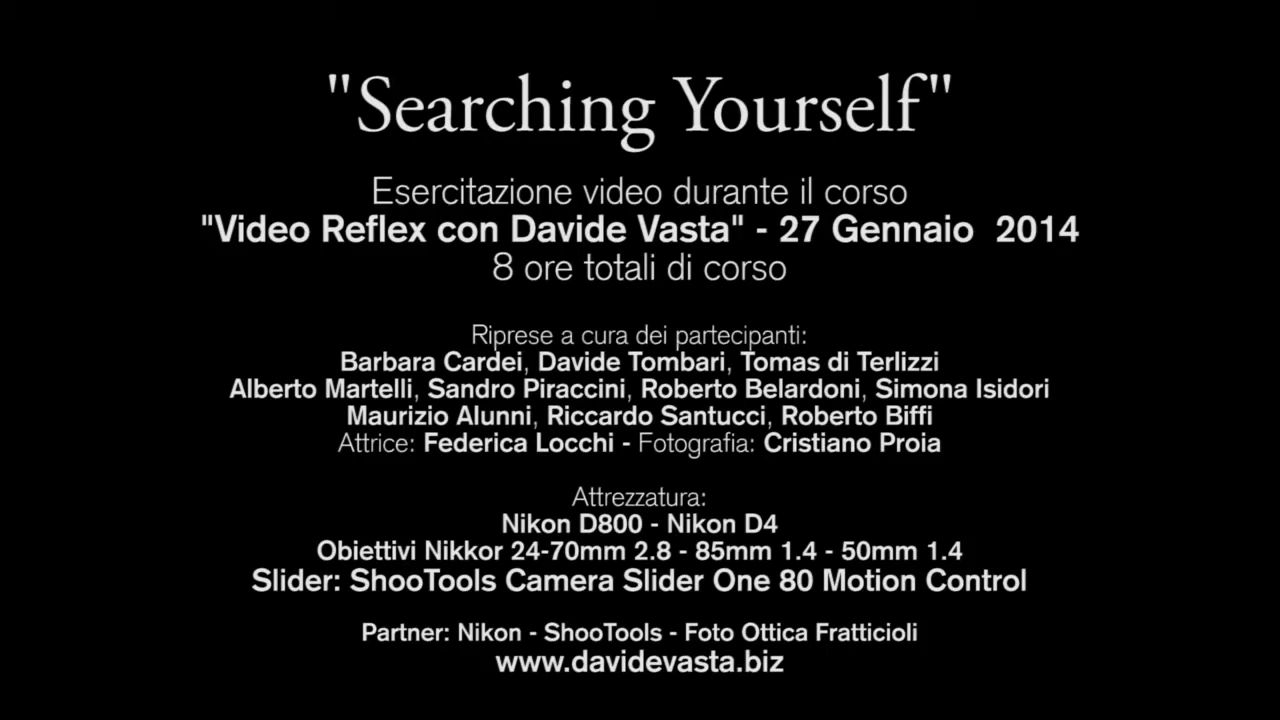 "Searching Yourself"
Esercitazione video durante il corso
"Video Reflex con Davide Vasta" - 27 Gennaio 2014
8 ore totali di corso
Riprese a cura dei partecipanti:
Barbara Cardei, Davide Tombari, Tomas di Terlizzi
Alberto Martelli, Sandro Piraccini, Roberto Belardoni, Simona Isidori
Maurizio Alunni, Riccardo Santucci, Roberto Biffi
Attrice: Federica Locchi - Fotografia: Cristiano Proia
Attrezzatura:
Nikon D800 - Nikon D4
Obiettivi Nikkor 24-70mm 2.8 - 85mm 1.4 - 50mm 1.4
Slider: ShooTools Camera Slider One 80 Motion Control
Partner: Nikon - ShooTools - Foto Ottica Fratticioli
www.davidevasta.biz